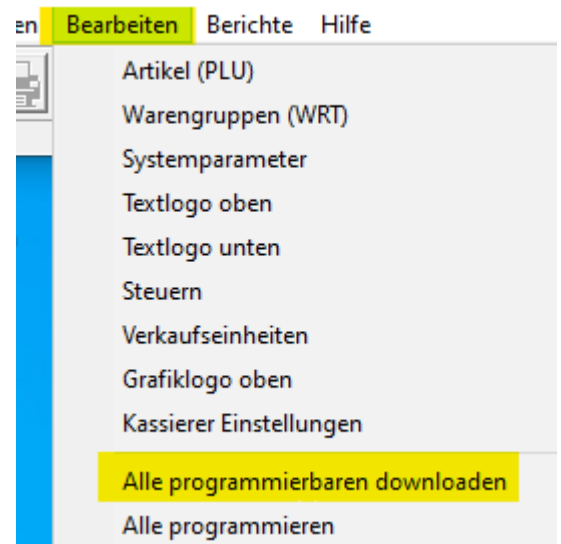 en Bearbeiten Berichte Hilfe
Artikel (PLU)
Warengruppen (WRT)
Systemparameter
Textlogo oben
Textlogo unten
Steuern
Verkaufseinheiten
Grafiklogo oben
Kassierer Einstellungen
Alle programmierbaren downloaden
Alle programmieren